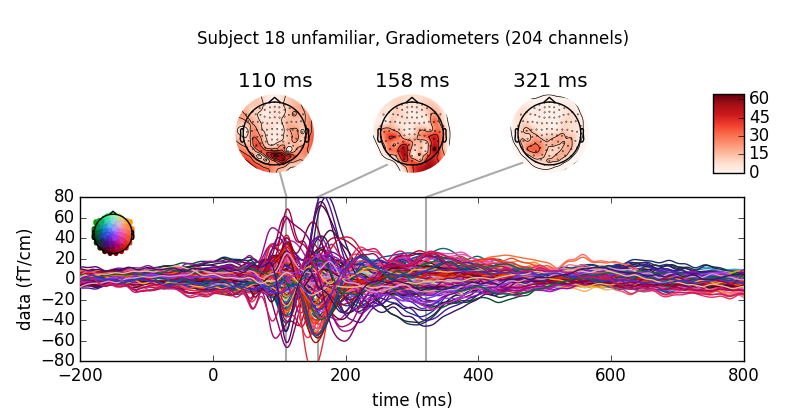 Subject 18 unfamiliar, Gradiometers (204 channels)
110 ms 158 ms 321 ms
60
45
30
15
0
80
60
40
20
0
−20
−40
−60
−80
data (fT/cm)
−200 0 200 400 600 800
time (ms)